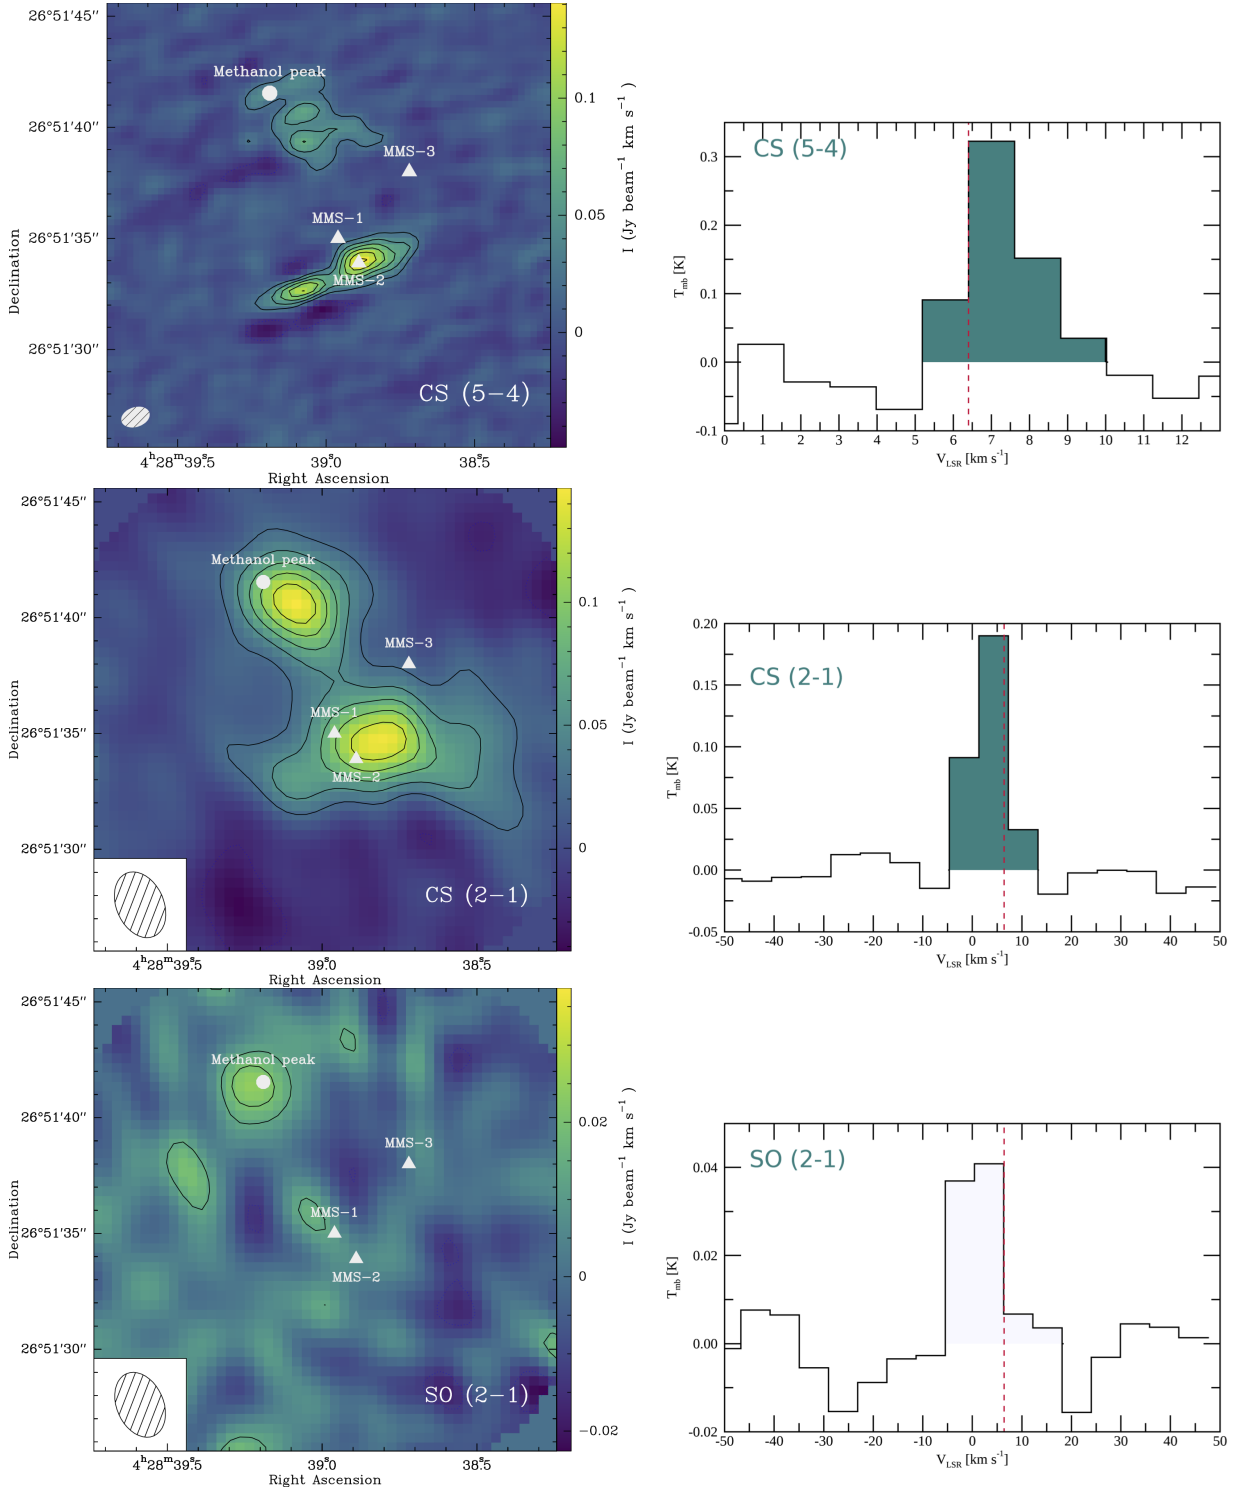 26°51′45″
Methanol peak
26°51′40″
MMS−3
MMS−1
26°51′35″
MMS−2
26°51′30″
CS (5−4)
4ʰ28ᵐ39ˢ.5
39ˢ.0
38ˢ.5
Right Ascension
Declination
0.1
0.05
0
I (Jy beam⁻¹ km s⁻¹ )
CS (5-4)
0.3
0.2
0.1
0.0
-0.1
0 1 2 3 4 5 6 7 8 9 10 11 12
T_mb [K]
V_LSR [km s⁻¹]
26°51′45″
Methanol peak
26°51′40″
MMS−3
MMS−1
26°51′35″
MMS−2
26°51′30″
CS (2−1)
4ʰ28ᵐ39ˢ.5
39ˢ.0
38ˢ.5
Right Ascension
Declination
0.1
0.05
0
I (Jy beam⁻¹ km s⁻¹ )
CS (2-1)
0.20
0.15
0.10
0.05
0.00
-0.05
-50 -40 -30 -20 -10 0 10 20 30 40 50
T_mb [K]
V_LSR [km s⁻¹]
26°51′45″
Methanol peak
26°51′40″
MMS−3
MMS−1
26°51′35″
MMS−2
26°51′30″
SO (2−1)
4ʰ28ᵐ39ˢ.5
39ˢ.0
38ˢ.5
Right Ascension
Declination
0.02
0
−0.02
I (Jy beam⁻¹ km s⁻¹ )
SO (2-1)
0.04
0.02
0.00
-0.02
-50 -40 -30 -20 -10 0 10 20 30 40 50
T_mb [K]
V_LSR [km s⁻¹]